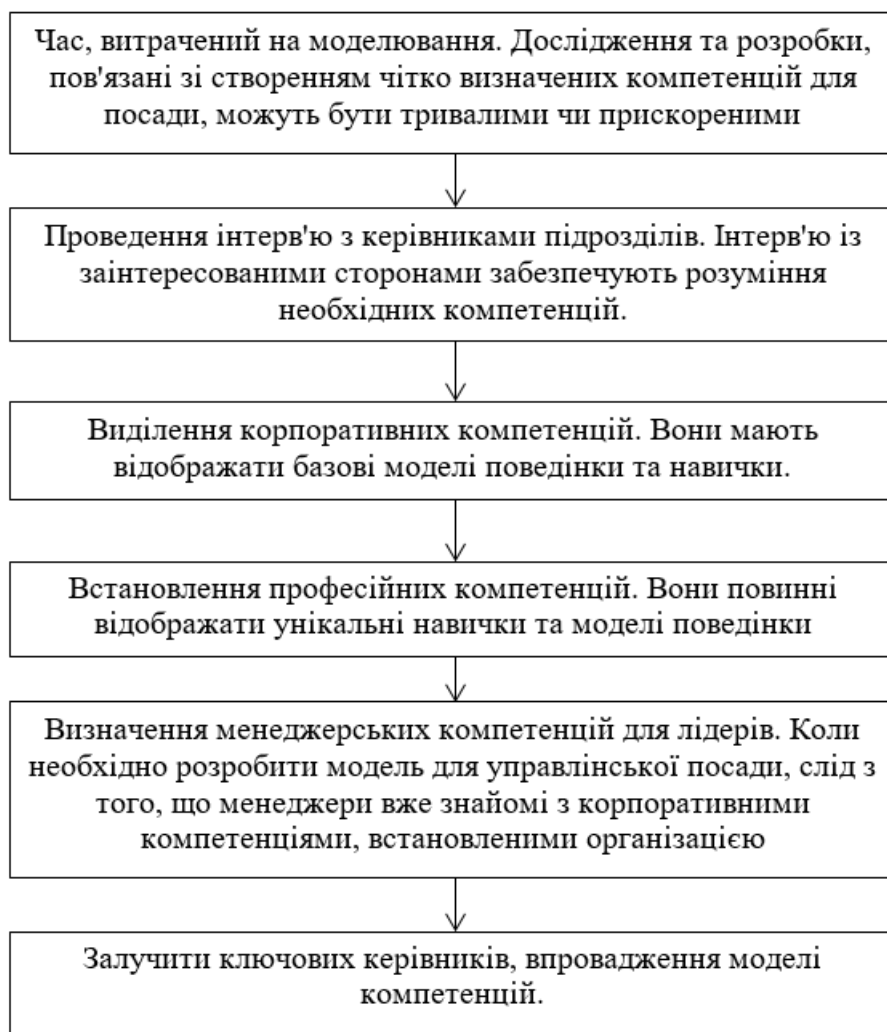 Час, витрачений на моделювання. Дослідження та розробки,
пов'язані зі створенням чітко визначених компетенцій для
посади, можуть бути тривалими чи прискореними
Проведення інтерв'ю з керівниками підрозділів. Інтерв'ю із
заінтересованими сторонами забезпечують розуміння
необхідних компетенцій.
Виділення корпоративних компетенцій. Вони мають
відображати базові моделі поведінки та навички.
Встановлення професійних компетенцій. Вони повинні
відображати унікальні навички та моделі поведінки
Визначення менеджерських компетенцій для лідерів. Коли
необхідно розробити модель для управлінської посади, слід з
того, що менеджери вже знайомі з корпоративними
компетенціями, встановленими організацією
Залучити ключових керівників, впровадження моделі
компетенцій.